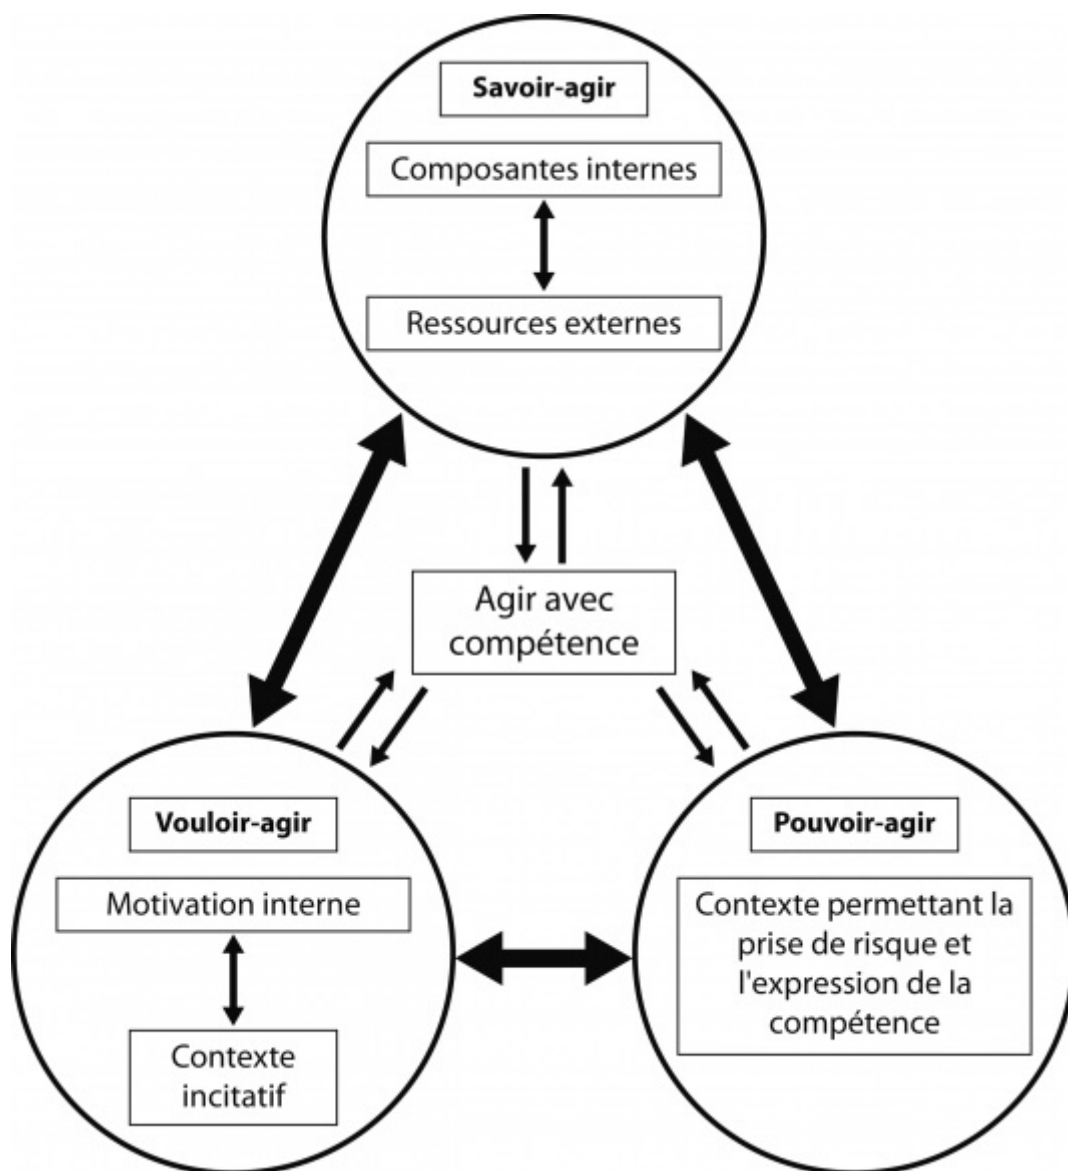 Savoir-agir
Composantes internes
Ressources externes
Agir avec
compétence
Vouloir-agir
Motivation interne
Contexte
incitatif
Pouvoir-agir
Contexte permettant la
prise de risque et
l'expression de la
compétence